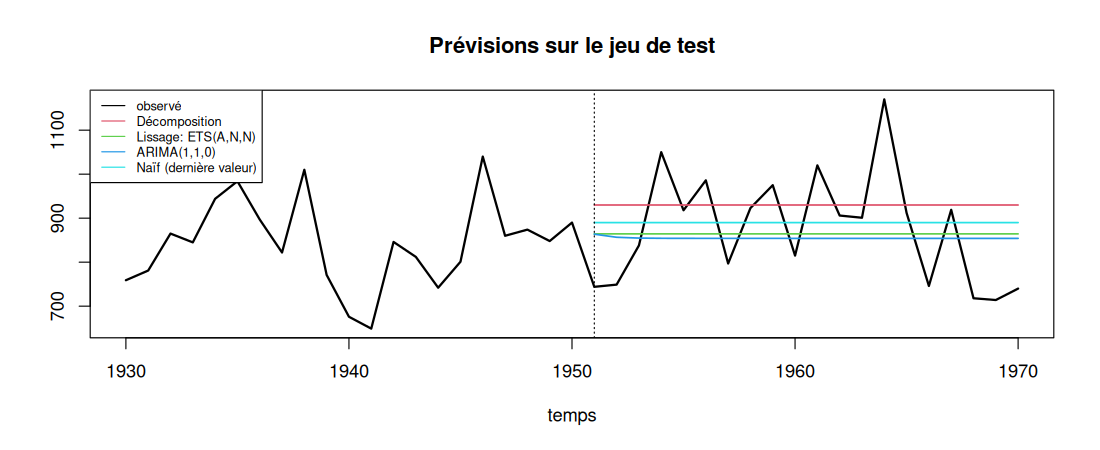 Prévisions sur le jeu de test
observé
Décomposition
Lissage: ETS(A,N,N)
ARIMA(1,1,0)
Naïf (dernière valeur)
1100
900
700
1930 1940 1950 1960 1970
temps